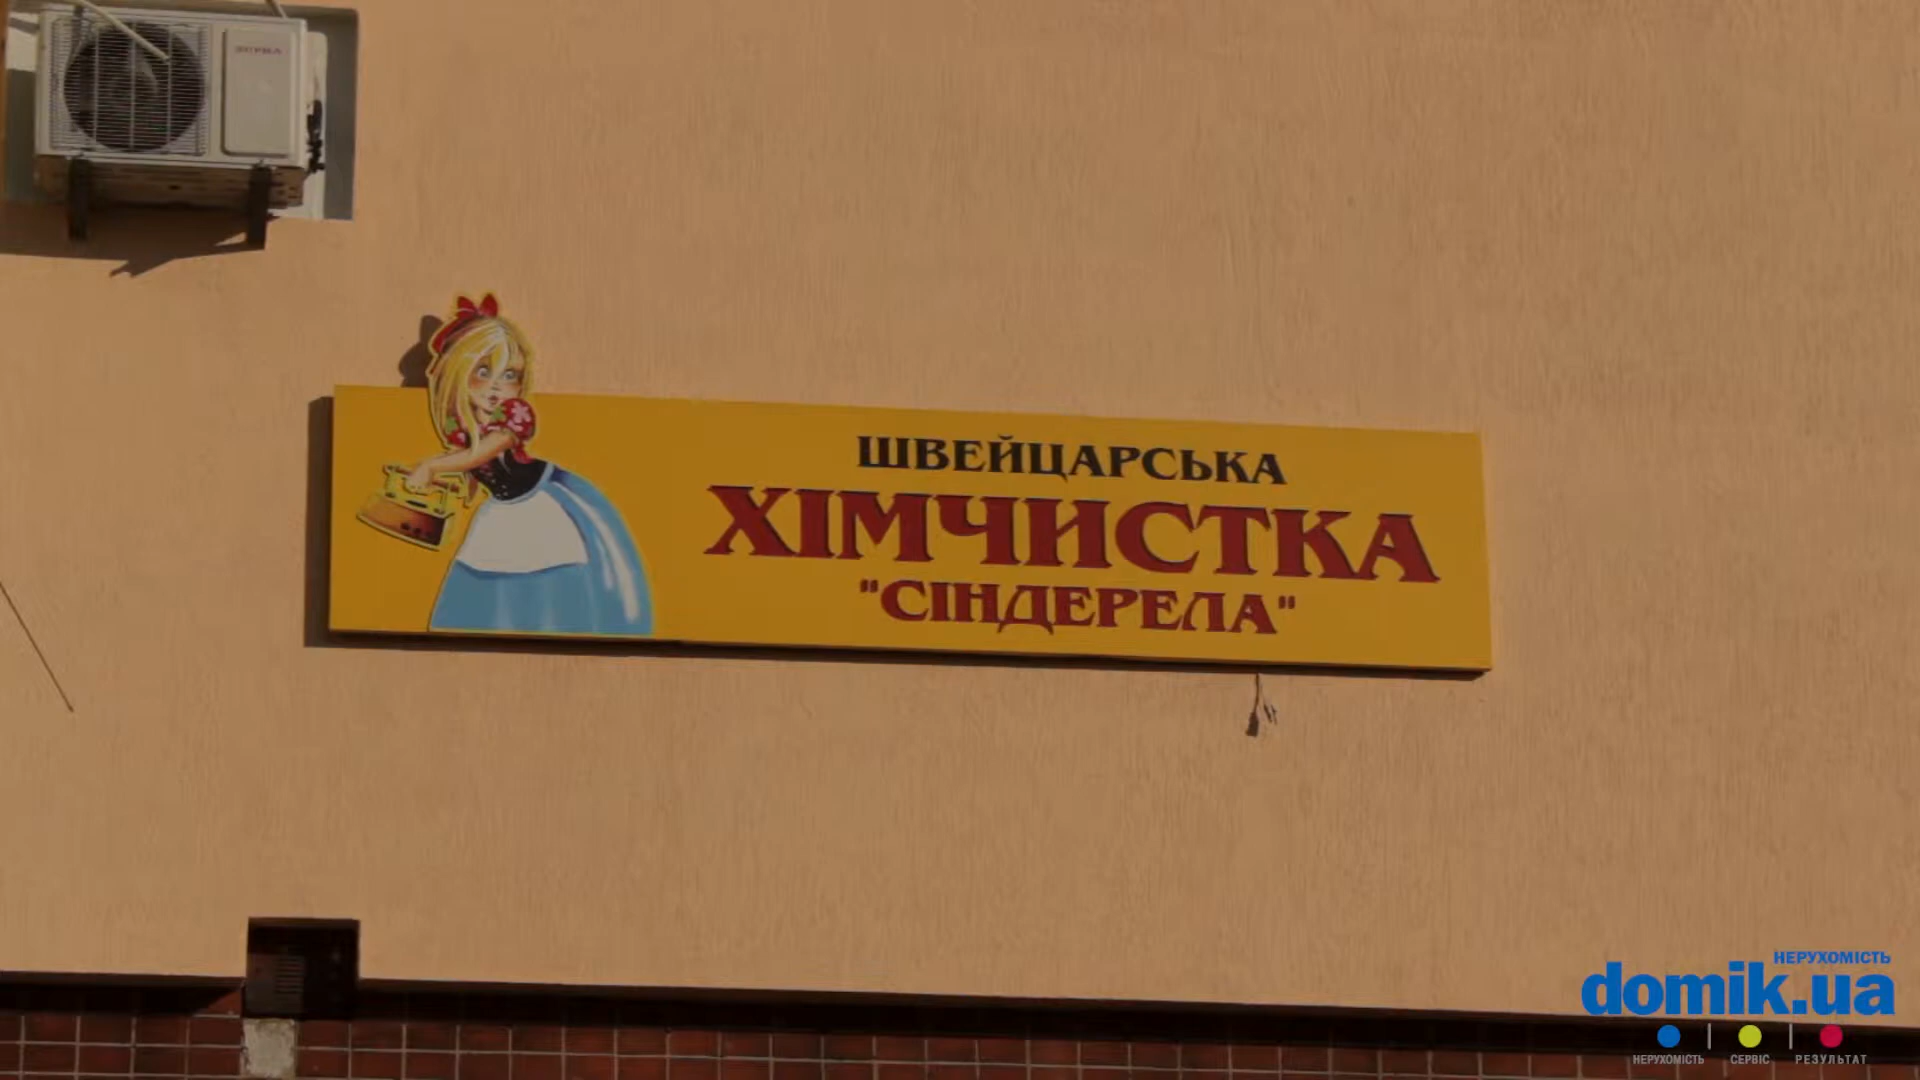 ШВЕЙЦАРСЬКА
ХІМЧИСТКА
"СІНДЕРЕЛА"
НЕРУХОМІСТЬ
domik.ua
НЕРУХОМІСТЬ | СЕРВІС | РЕЗУЛЬТАТ